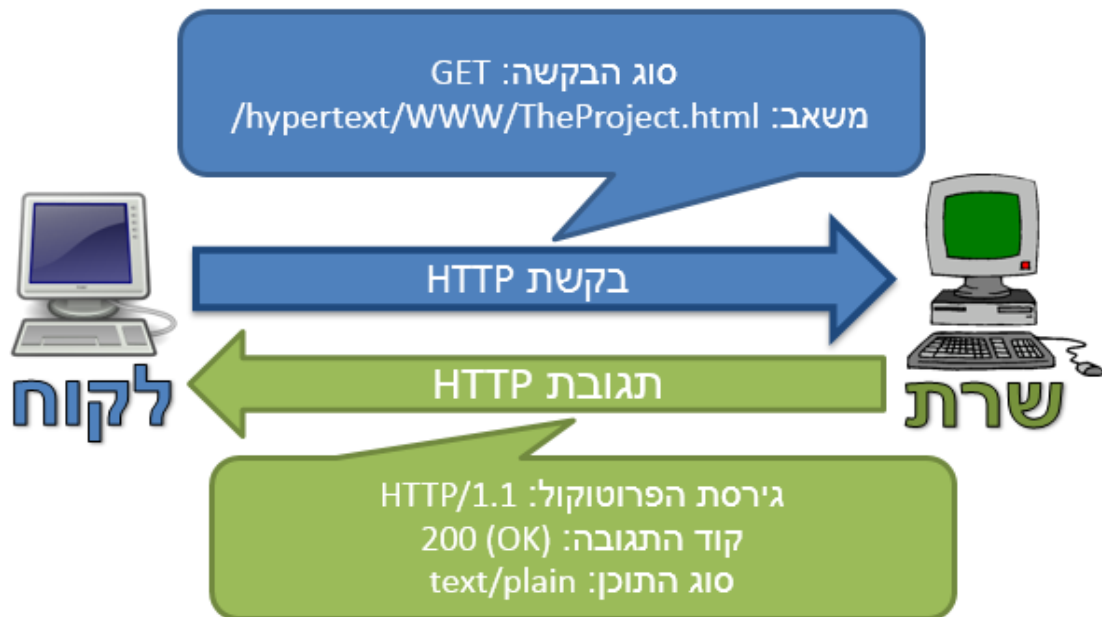 סוג הבקשה: GET
משאב: /hypertext/WWW/TheProject.html
בקשת HTTP
תגובת HTTP
לקוח
שרת
גירסת הפרוטוקול: HTTP/1.1
קוד התגובה: 200 (OK)
סוג התוכן: text/plain